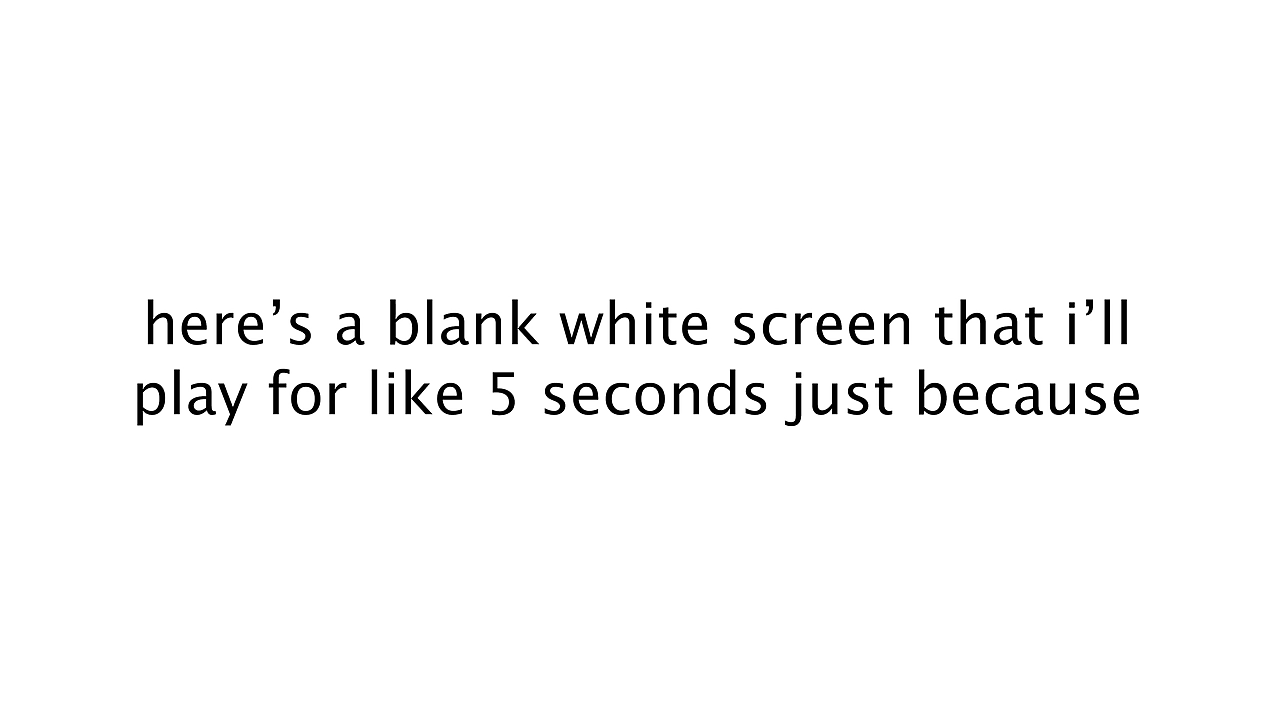 here’s a blank white screen that i’ll
play for like 5 seconds just because